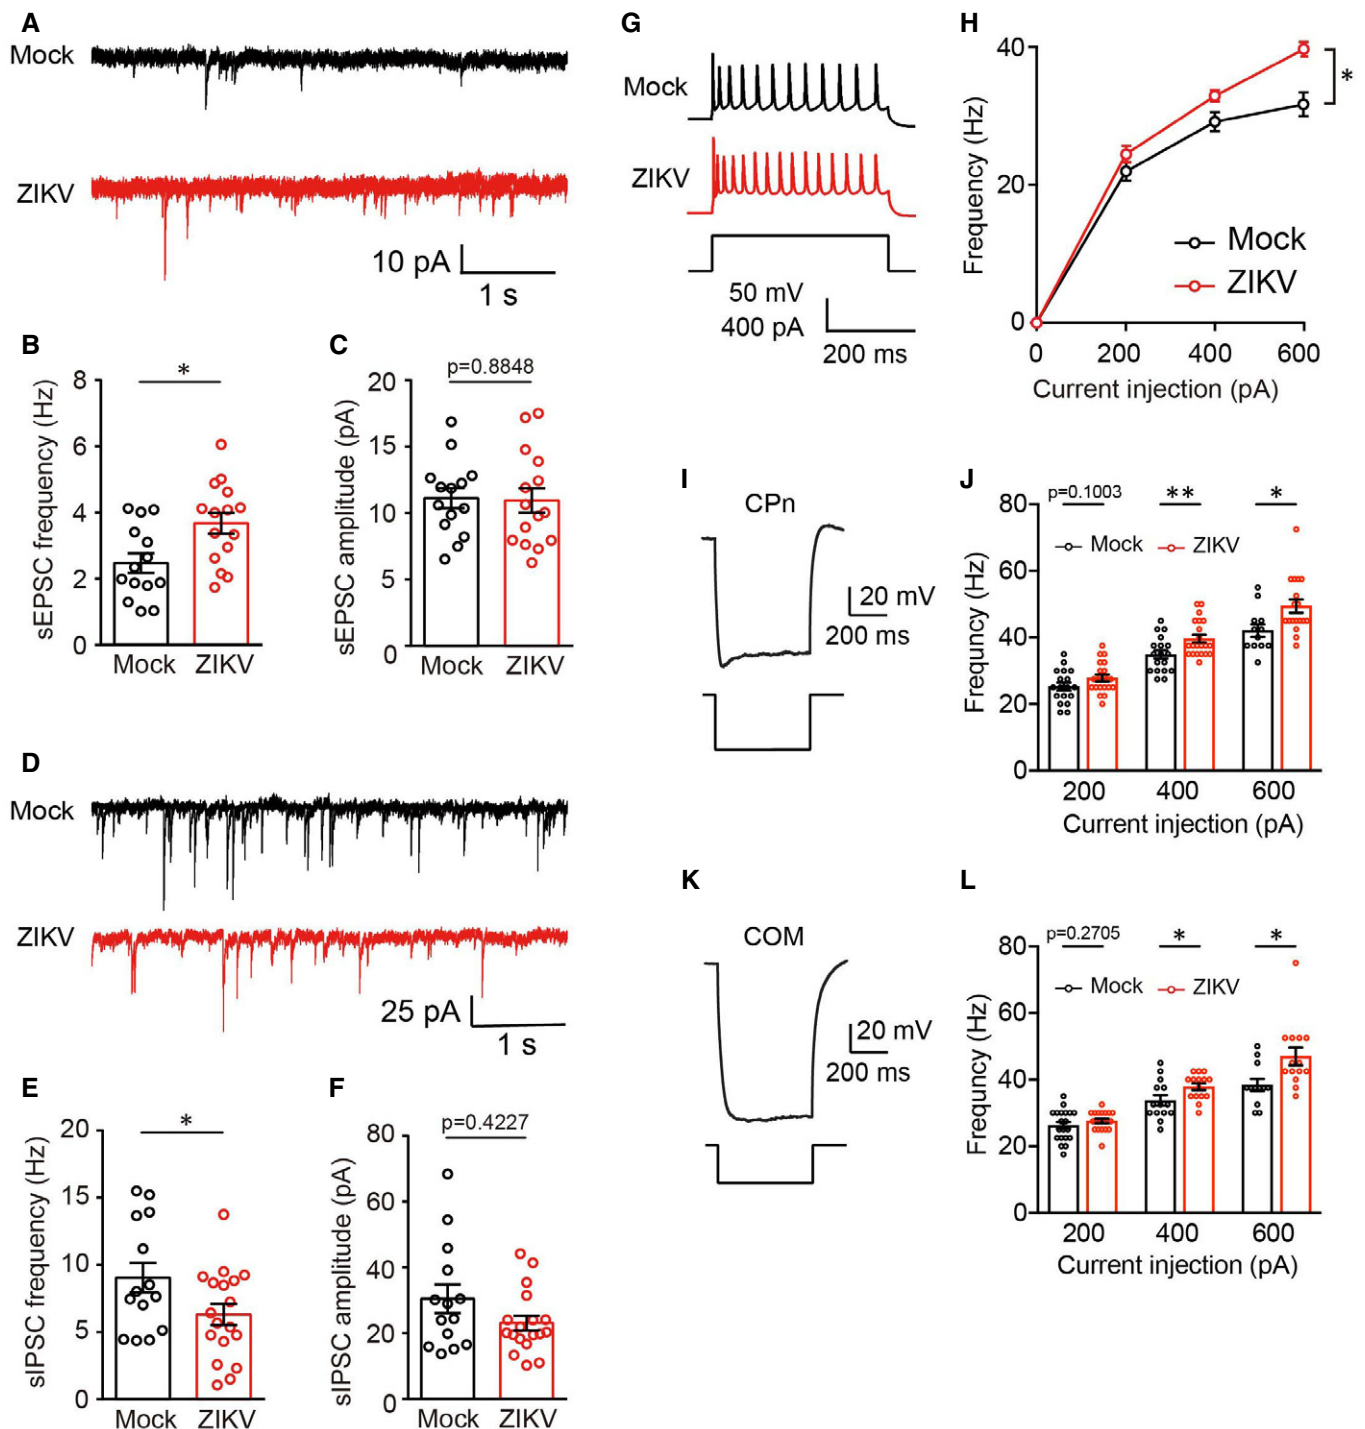 A
Mock
ZIKV
10 pA
1 s
B
*
sEPSC frequency (Hz)
8
6
4
2
0
Mock ZIKV
C
p=0.8848
sEPSC amplitude (pA)
20
15
10
5
0
Mock ZIKV
D
Mock
ZIKV
25 pA
1 s
E
*
sIPSC frequency (Hz)
20
15
10
5
0
Mock ZIKV
F
p=0.4227
sIPSC amplitude (pA)
80
60
40
20
0
Mock ZIKV
G
Mock
ZIKV
50 mV
400 pA
200 ms
H
Frequency (Hz)
40
20
0
*
Mock
ZIKV
0 200 400 600
Current injection (pA)
I
CPn
20 mV
200 ms
J
p=0.1003 ** *
Mock ZIKV
Frequncy (Hz)
80
60
40
20
0
200 400 600
Current injection (pA)
K
COM
20 mV
200 ms
L
p=0.2705 * *
Mock ZIKV
Frequncy (Hz)
80
60
40
20
0
200 400 600
Current injection (pA)